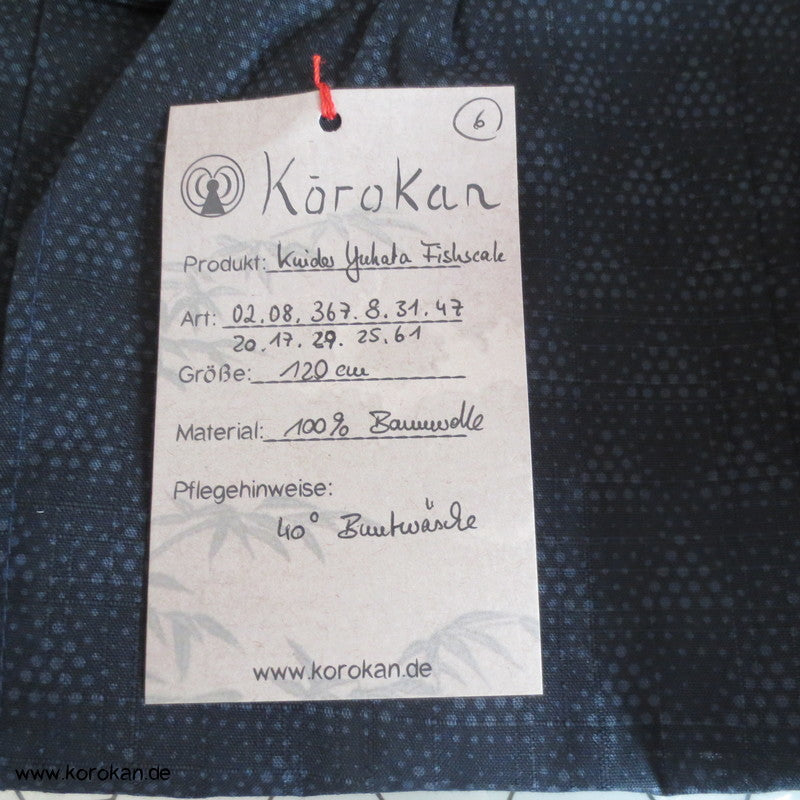 6
Kōrokan
Produkt: Kinder Yukata Fishscale
Art: 02.08.367.8.31.47
20.17.29.25.61
Größe: 120 cm
Material: 100% Baumwolle
Pflegehinweise:
40° Buntwäsche
www.korokan.de
www.korokan.de